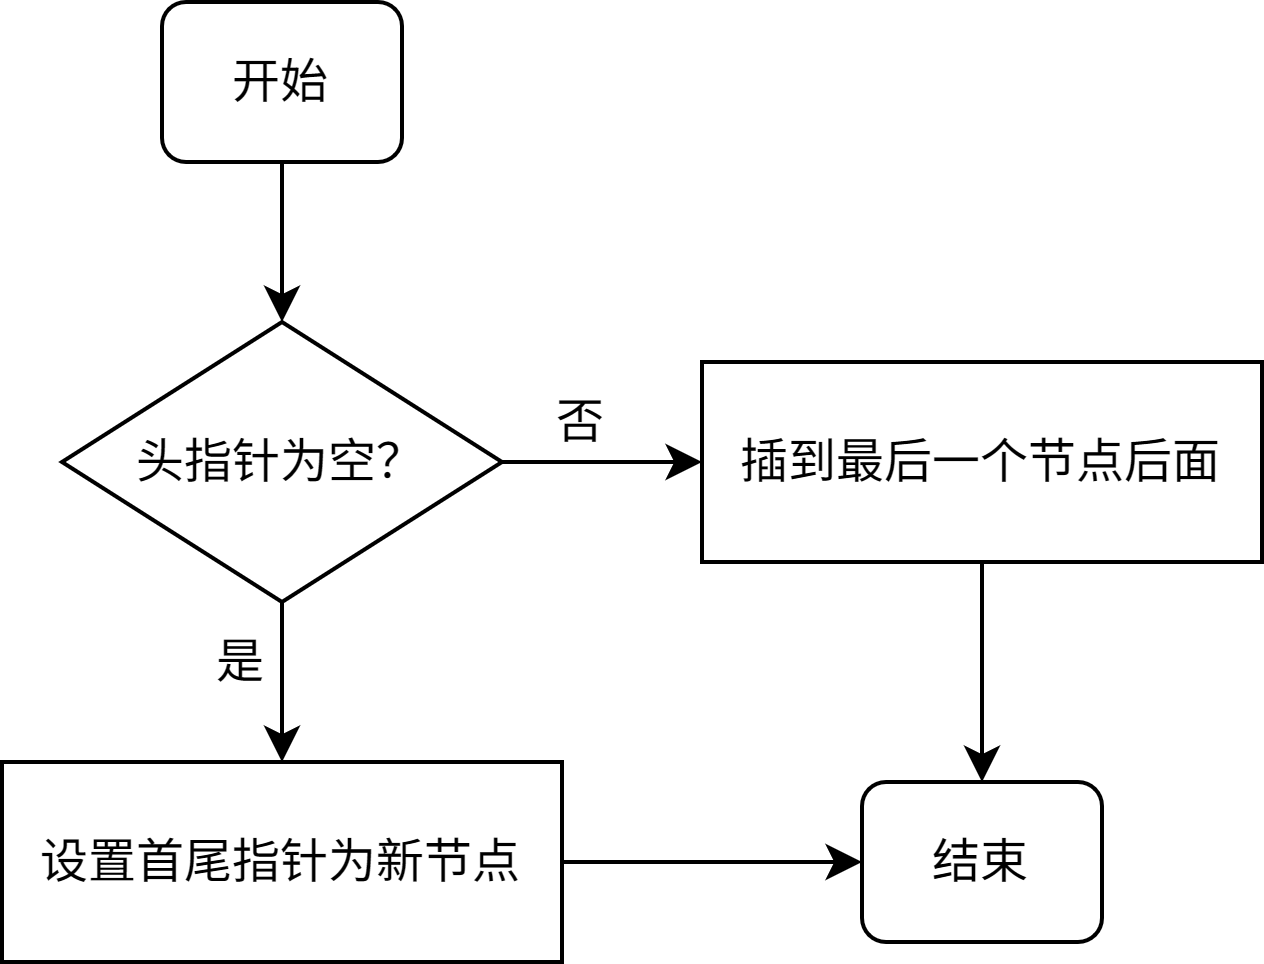 开始
头指针为空？
否
插到最后一个节点后面
是
设置首尾指针为新节点
结束